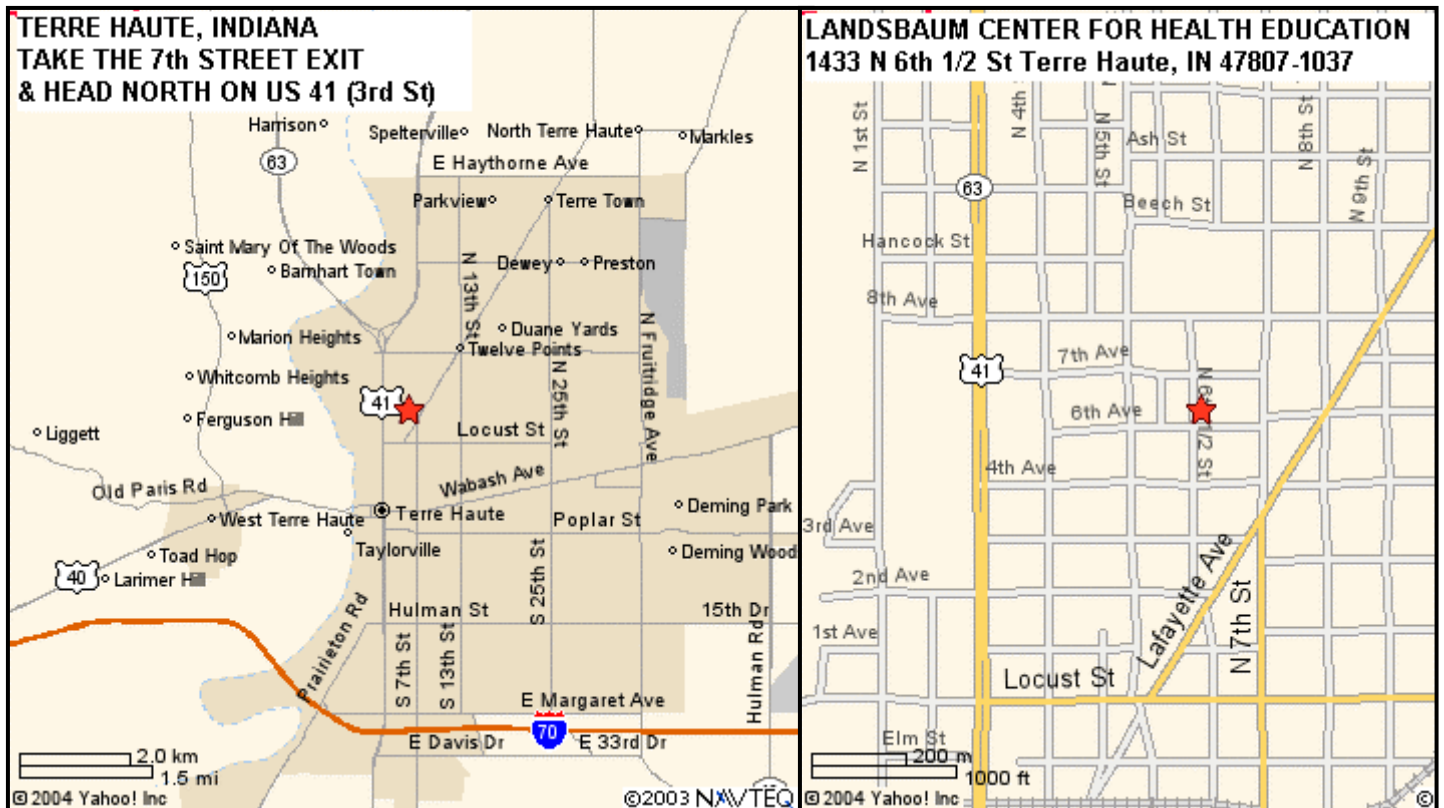 TERRE HAUTE, INDIANA
TAKE THE 7th STREET EXIT
& HEAD NORTH ON US 41 (3rd St)
Harrison
Spelterville
North Terre Haute
Markles
63
E Haythorne Ave
Parkview
Terre Town
Saint Mary Of The Woods
150
Barnhart Town
Dewey
Preston
N 13th St
Marion Heights
Duane Yards
Twelve Points
N Fruitridge Ave
Whitcomb Heights
N 25th St
41
Ferguson Hill
Liggett
Locust St
Old Paris Rd
Wabash Ave
West Terre Haute
Terre Haute
Poplar St
Deming Park
Toad Hop
Taylorville
Deming Wood
40
Larimer Hill
S 25th St
Hulman St
15th Dr
Prairieton Rd
S 7th St
S 13th St
Hulman Rd
E Margaret Ave
70
E Davis Dr
E 33rd Dr
2.0 km
1.5 mi
© 2004 Yahoo! Inc
©2003 NAVTEQ
LANDSBAUM CENTER FOR HEALTH EDUCATION
1433 N 6th 1/2 St Terre Haute, IN 47807-1037
N 1st St
N 4th
N 5th St
Ash St
N 8th St
N 9th St
63
Beech St
Hancock St
8th Ave
7th Ave
41
6th Ave
N 6th 1/2 St
4th Ave
3rd Ave
2nd Ave
Lafayette Ave
1st Ave
N 7th St
Locust St
Elm St
200 m
1000 ft
© 2004 Yahoo! Inc
©